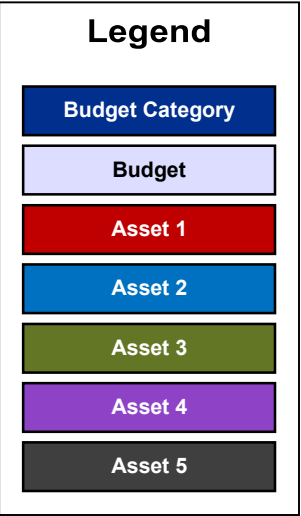 Legend
Budget Category
Budget
Asset 1
Asset 2
Asset 3
Asset 4
Asset 5